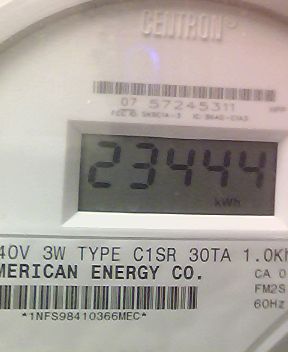 CENTRON®
07 57245311
23444
kWh
40V 3W TYPE C1SR 30TA 1.0Kh
MERICAN ENERGY CO.
CA 0
FM2S
60Hz
*1NFS98410366MEC*